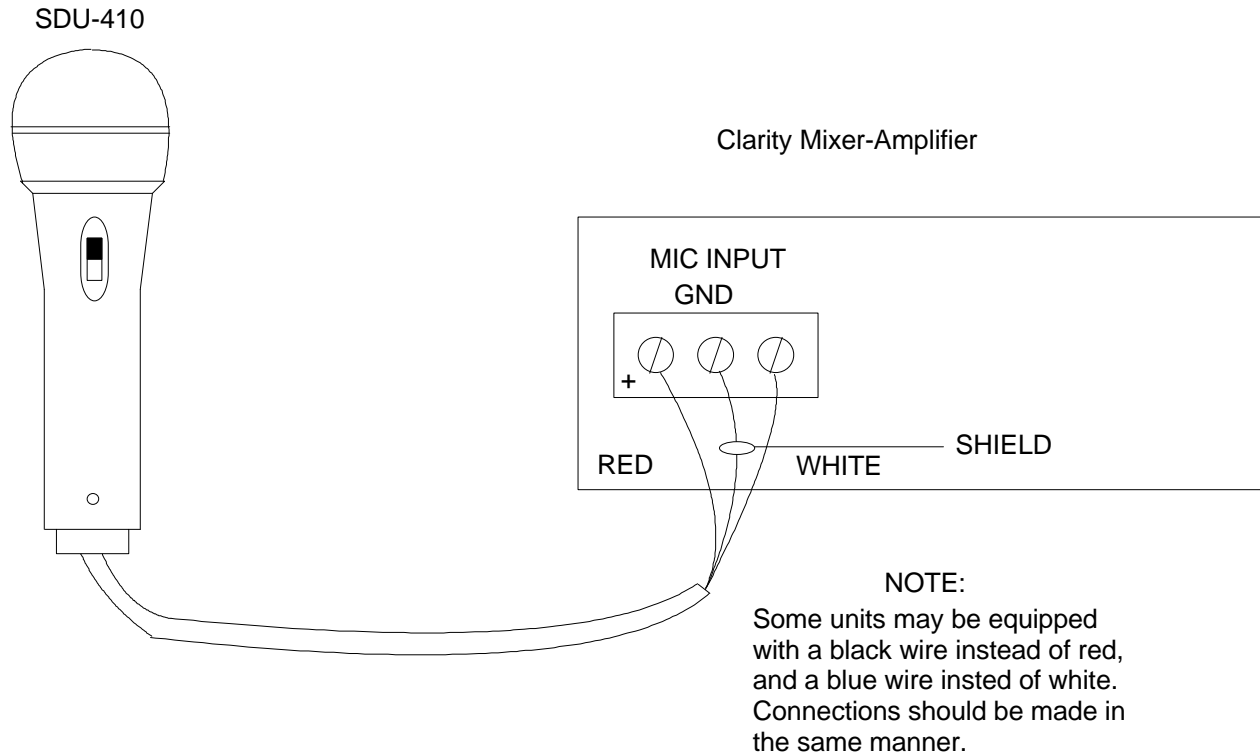 SDU-410
Clarity Mixer-Amplifier
MIC INPUT
GND
+
RED
WHITE
SHIELD
NOTE:
Some units may be equipped
with a black wire instead of red,
and a blue wire insted of white.
Connections should be made in
the same manner.